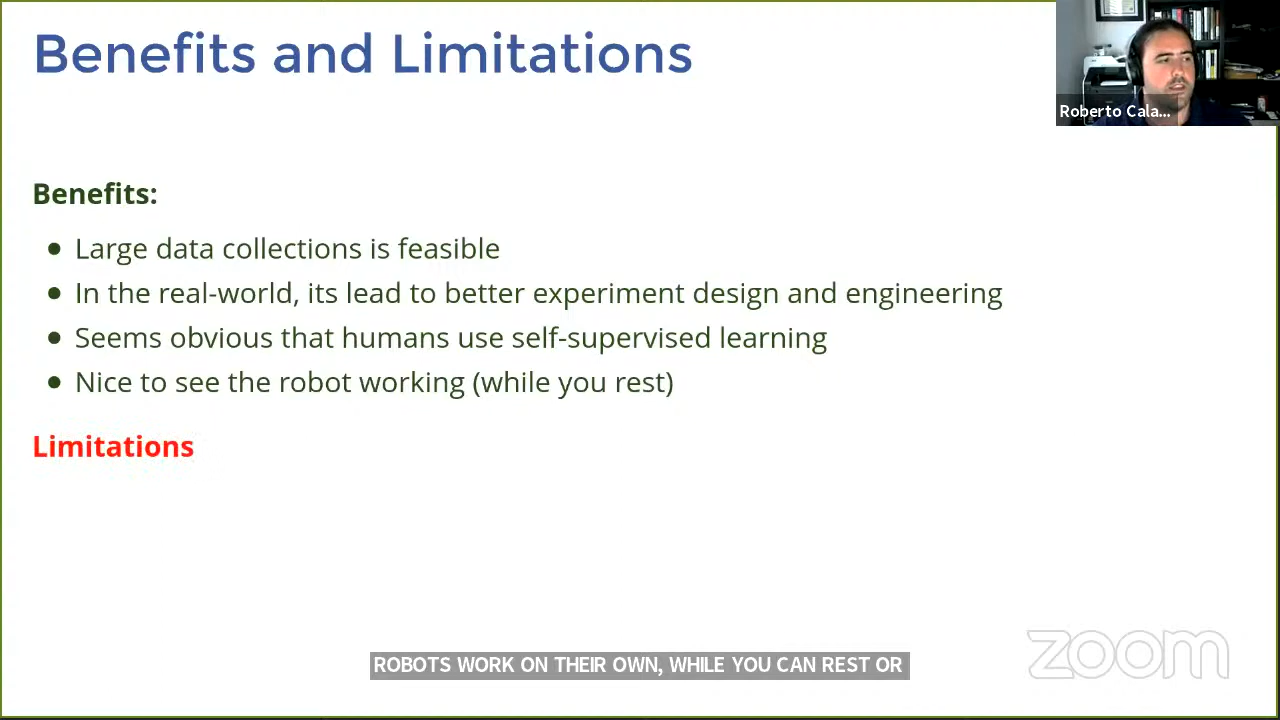 Benefits and Limitations
Roberto Cala...
Benefits:
● Large data collections is feasible
● In the real-world, its lead to better experiment design and engineering
● Seems obvious that humans use self-supervised learning
● Nice to see the robot working (while you rest)
Limitations
ROBOTS WORK ON THEIR OWN, WHILE YOU CAN REST OR
zoom